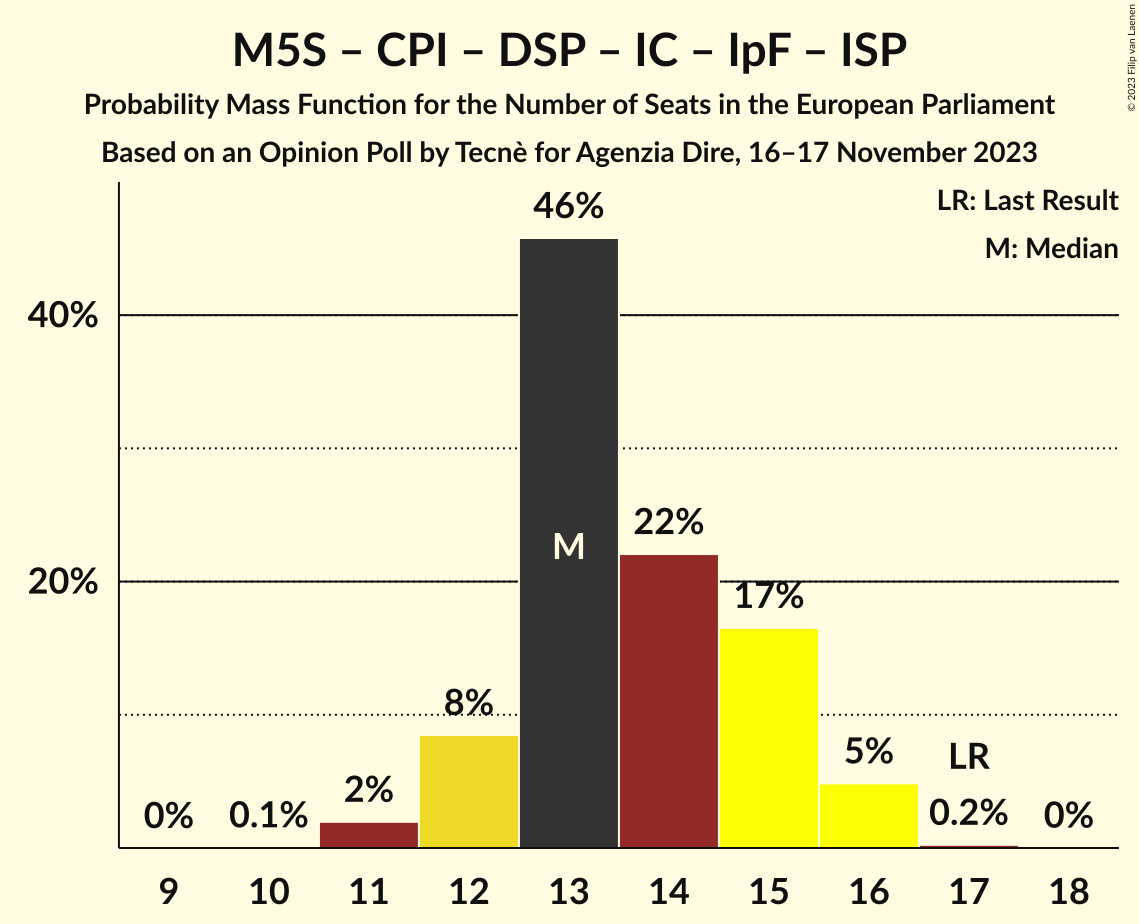 M5S – CPI – DSP – IC – IpF – ISP
Probability Mass Function for the Number of Seats in the European Parliament
Based on an Opinion Poll by Tecnè for Agenzia Dire, 16–17 November 2023
© 2023 Filip van Laenen
LR: Last Result
M: Median
46%
40%
22%
M
20%
17%
8%
5%
LR
2%
0%
0.1%
0.2%
0%
9 10 11 12 13 14 15 16 17 18